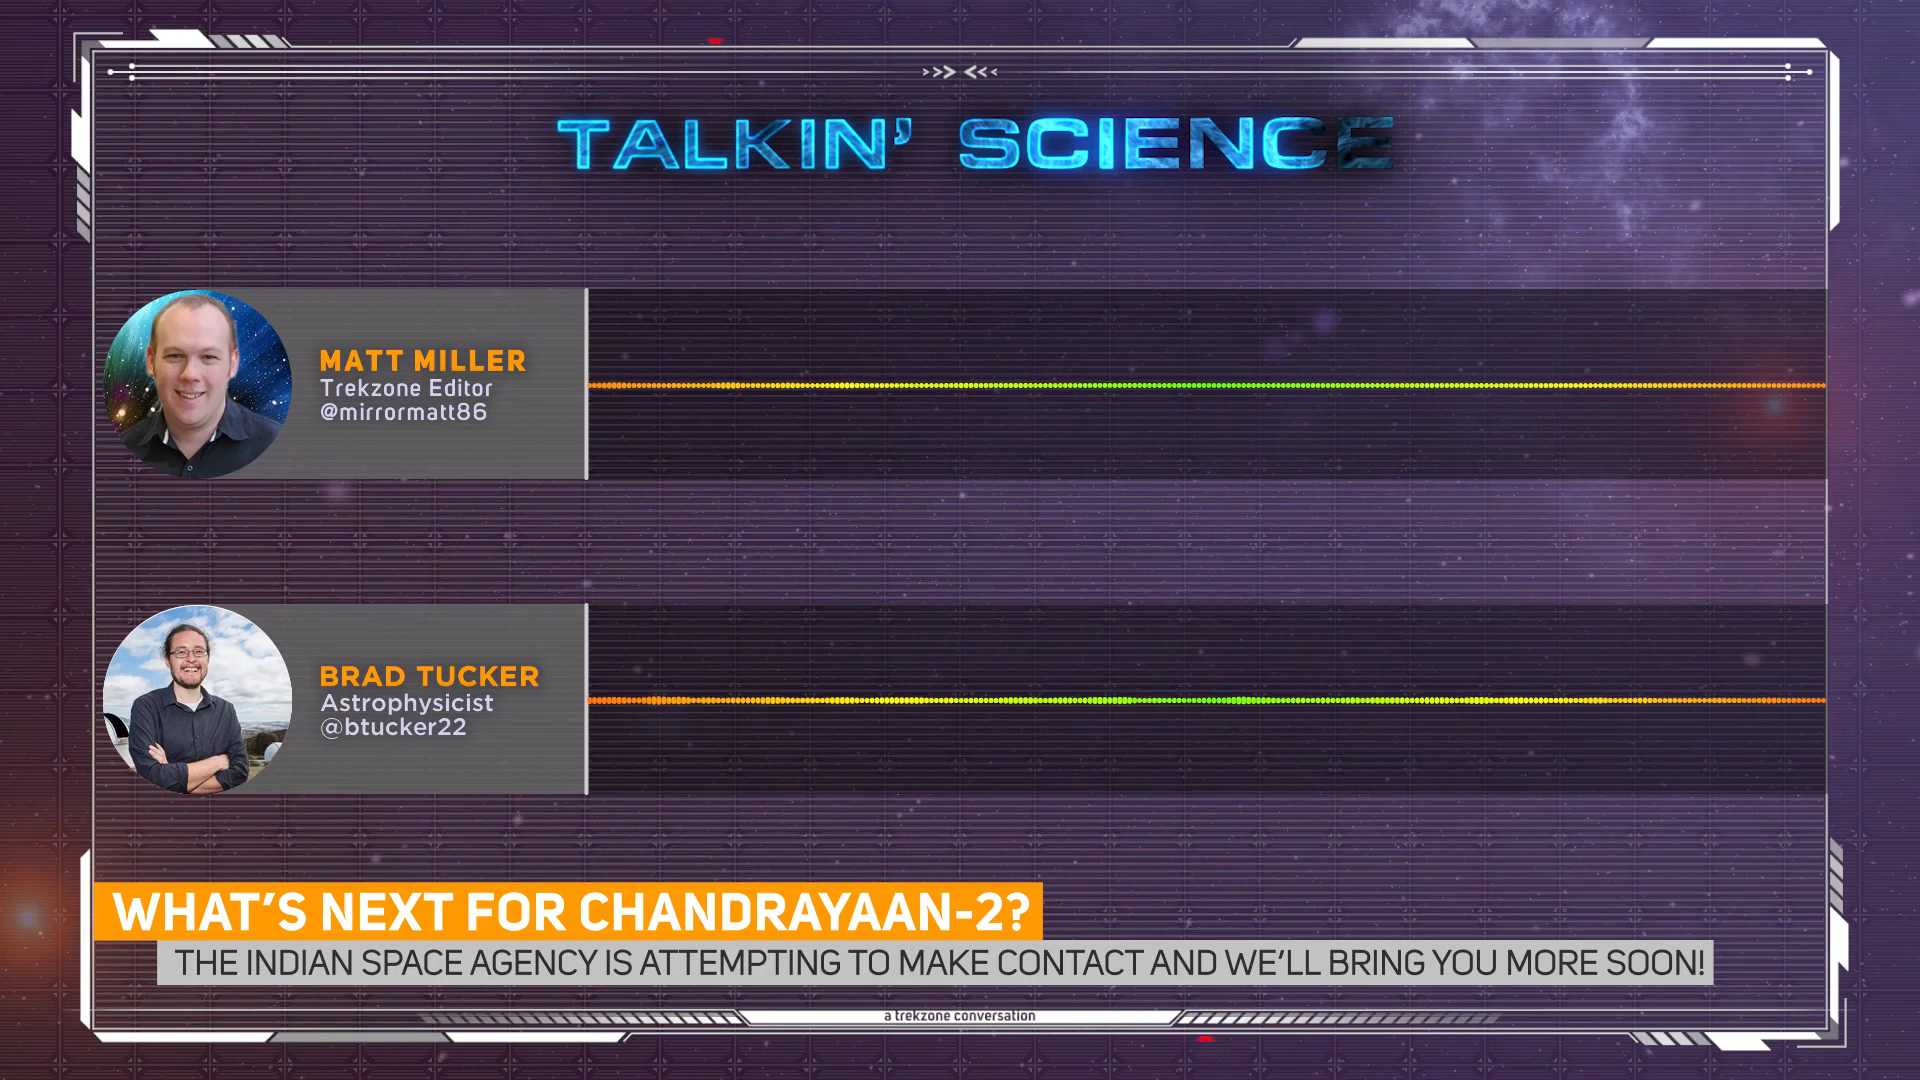 TALKIN' SCIENCE
MATT MILLER
Trekzone Editor
@mirrormatt86
BRAD TUCKER
Astrophysicist
@btucker22
WHAT'S NEXT FOR CHANDRAYAAN-2?
THE INDIAN SPACE AGENCY IS ATTEMPTING TO MAKE CONTACT AND WE'LL BRING YOU MORE SOON!
a trekzone conversation